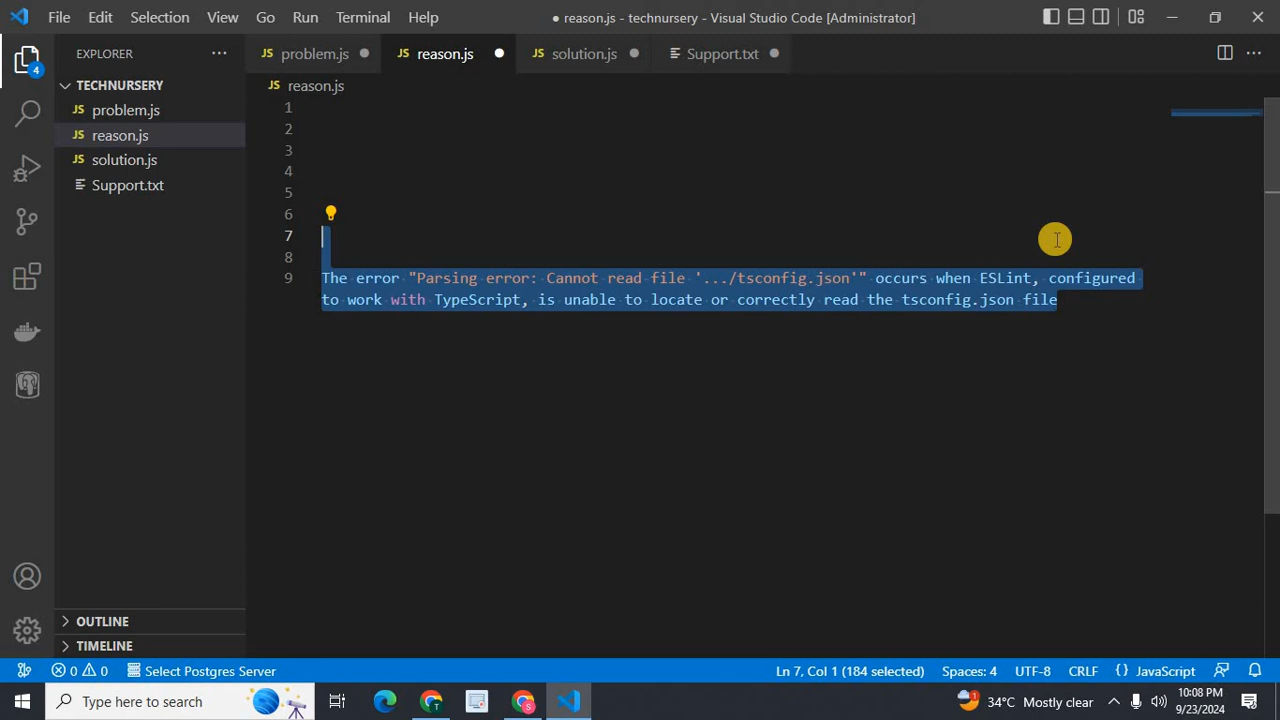 File Edit Selection View Go Run Terminal Help ● reason.js - technursery - Visual Studio Code [Administrator]
EXPLORER ···
JS problem.js
JS reason.js
JS solution.js
Support.txt
TECHNURSERY
JS problem.js
JS reason.js
JS solution.js
Support.txt
4
JS reason.js
1
2
3
4
5
6
7
8
9 The error "Parsing error: Cannot read file '.../tsconfig.json'" occurs when ESLint, configured
to work with TypeScript, is unable to locate or correctly read the tsconfig.json file
OUTLINE
TIMELINE
0 0 Select Postgres Server Ln 7, Col 1 (184 selected) Spaces: 4 UTF-8 CRLF {} JavaScript
Type here to search 34°C Mostly clear 10:08 PM
9/23/2024